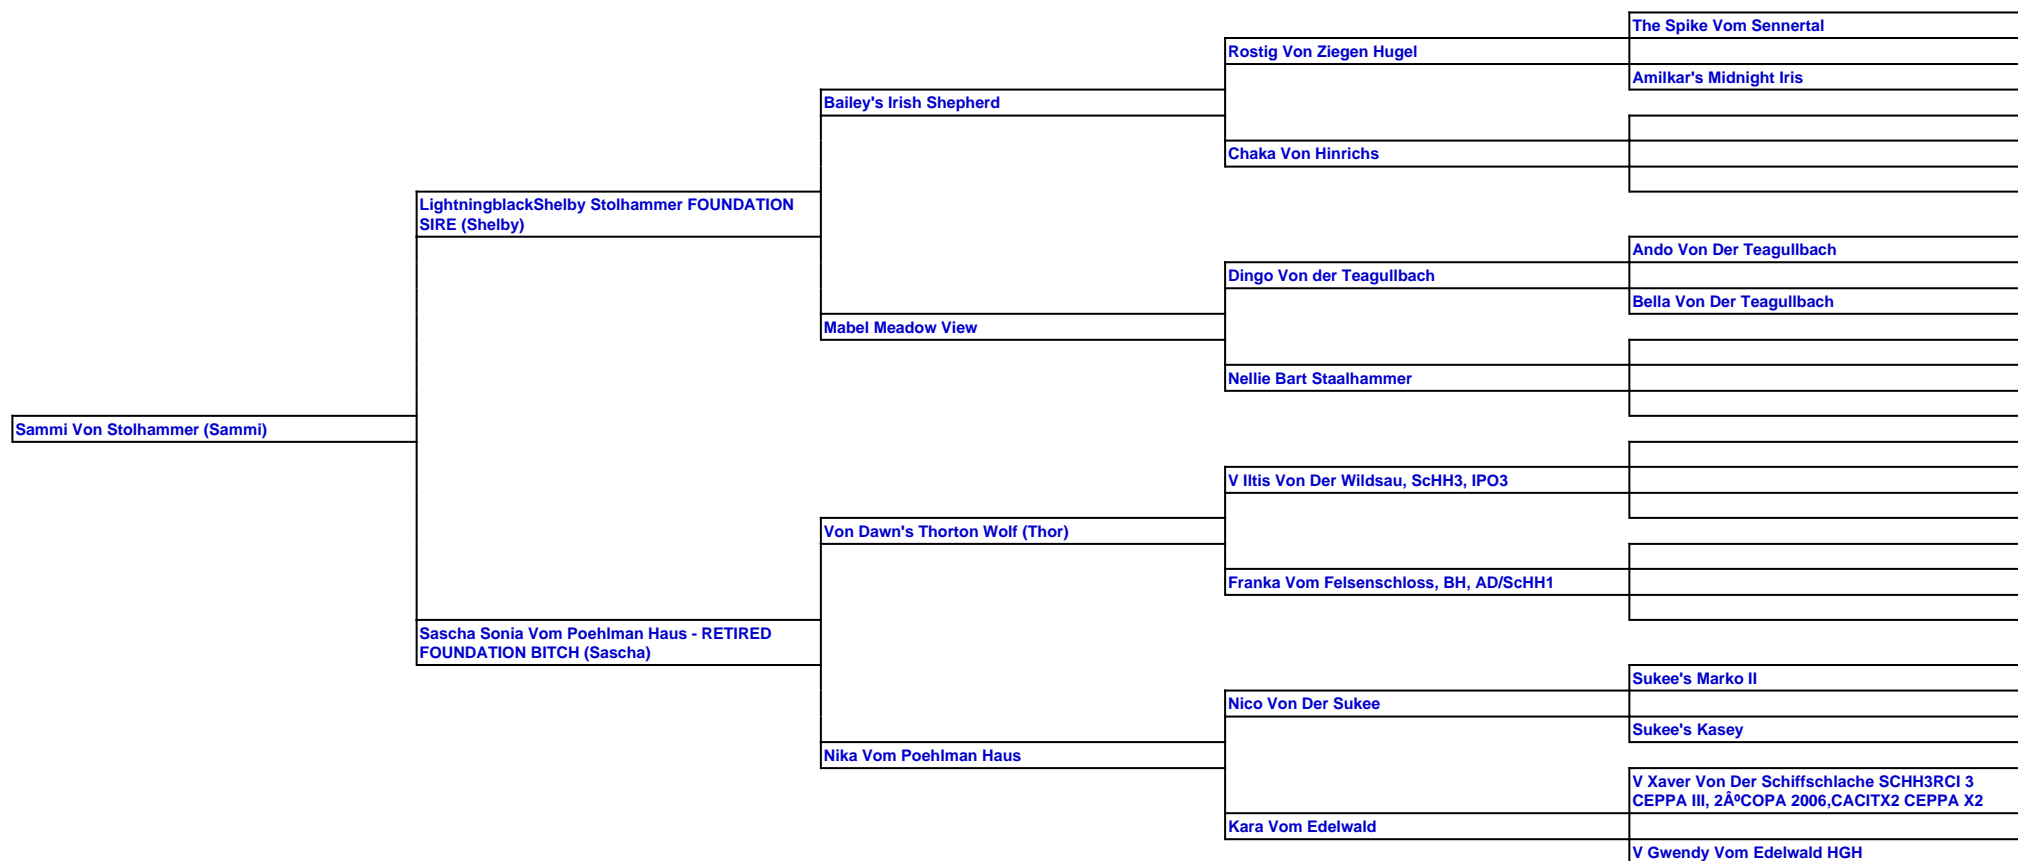 The Spike Vom Sennertal
Rostig Von Ziegen Hugel
Amilkar's Midnight Iris
Bailey's Irish Shepherd
Chaka Von Hinrichs
LightningblackShelby Stolhammer FOUNDATION
SIRE (Shelby)
Ando Von Der Teagullbach
Dingo Von der Teagullbach
Bella Von Der Teagullbach
Mabel Meadow View
Nellie Bart Staalhammer
Sammi Von Stolhammer (Sammi)
V Iltis Von Der Wildsau, ScHH3, IPO3
Von Dawn's Thorton Wolf (Thor)
Franka Vom Felsenschloss, BH, AD/ScHH1
Sascha Sonia Vom Poehlman Haus - RETIRED
FOUNDATION BITCH (Sascha)
Sukee's Marko II
Nico Von Der Sukee
Sukee's Kasey
Nika Vom Poehlman Haus
V Xaver Von Der Schiffschlache SCHH3RCI 3
CEPPA III, 2ÂºCOPA 2006,CACITX2 CEPPA X2
Kara Vom Edelwald
V Gwendy Vom Edelwald HGH